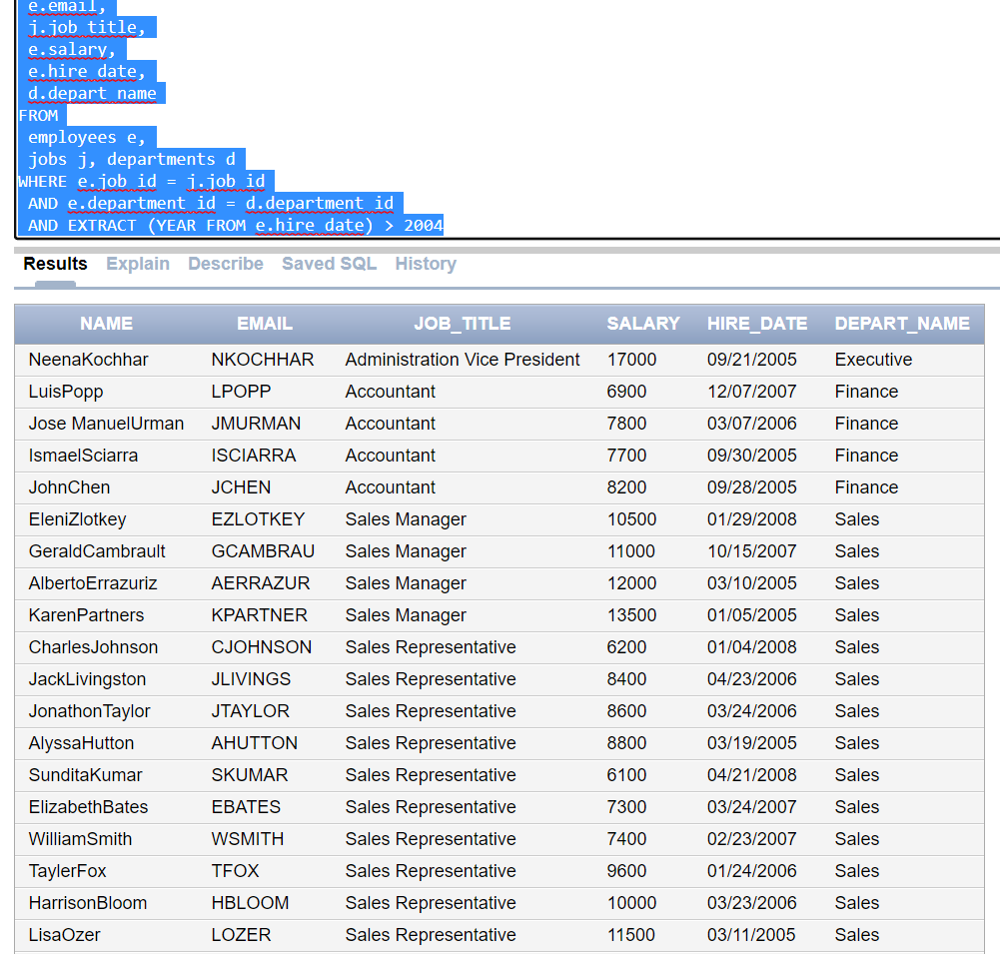 e.email,
j.job_title,
e.salary,
e.hire_date,
d.depart_name
FROM
employees e,
jobs j, departments d
WHERE e.job_id = j.job_id
AND e.department_id = d.department_id
AND EXTRACT (YEAR FROM e.hire_date) > 2004
Results Explain Describe Saved SQL History
NAME EMAIL JOB_TITLE SALARY HIRE_DATE DEPART_NAME
NeenaKochhar NKOCHHAR Administration Vice President 17000 09/21/2005 Executive
LuisPopp LPOPP Accountant 6900 12/07/2007 Finance
Jose ManuelUrman JMURMAN Accountant 7800 03/07/2006 Finance
IsmaelSciarra ISCIARRA Accountant 7700 09/30/2005 Finance
JohnChen JCHEN Accountant 8200 09/28/2005 Finance
EleniZlotkey EZLOTKEY Sales Manager 10500 01/29/2008 Sales
GeraldCambrault GCAMBRAU Sales Manager 11000 10/15/2007 Sales
AlbertoErrazuriz AERRAZUR Sales Manager 12000 03/10/2005 Sales
KarenPartners KPARTNER Sales Manager 13500 01/05/2005 Sales
CharlesJohnson CJOHNSON Sales Representative 6200 01/04/2008 Sales
JackLivingston JLIVINGS Sales Representative 8400 04/23/2006 Sales
JonathonTaylor JTAYLOR Sales Representative 8600 03/24/2006 Sales
AlyssaHutton AHUTTON Sales Representative 8800 03/19/2005 Sales
SunditaKumar SKUMAR Sales Representative 6100 04/21/2008 Sales
ElizabethBates EBATES Sales Representative 7300 03/24/2007 Sales
WilliamSmith WSMITH Sales Representative 7400 02/23/2007 Sales
TaylerFox TFOX Sales Representative 9600 01/24/2006 Sales
HarrisonBloom HBLOOM Sales Representative 10000 03/23/2006 Sales
LisaOzer LOZER Sales Representative 11500 03/11/2005 Sales